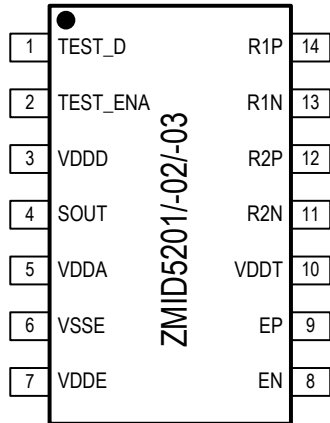 1 TEST_D R1P 14
2 TEST_ENA R1N 13
3 VDDD R2P 12
4 SOUT R2N 11
5 VDDA VDDT 10
6 VSSE EP 9
7 VDDE EN 8
ZMID5201/-02/-03